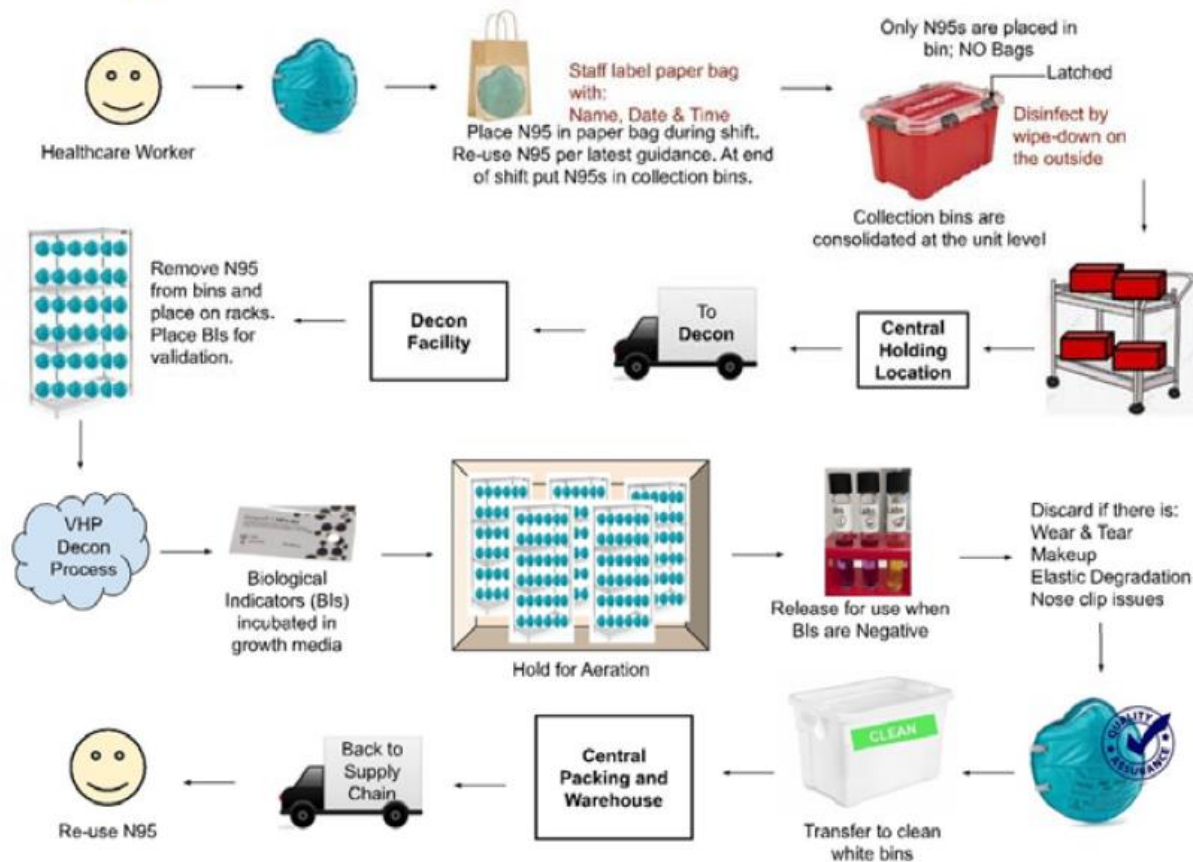 Healthcare Worker
Staff label paper bag
with:
Name, Date & Time
Place N95 in paper bag during shift.
Re-use N95 per latest guidance. At end
of shift put N95s in collection bins.
Only N95s are placed in
bin; NO Bags
Latched
Disinfect by
wipe-down on
the outside
Collection bins are
consolidated at the unit level
Central
Holding
Location
To
Decon
Decon
Facility
Remove N95
from bins and
place on racks.
Place BIs for
validation.
VHP
Decon
Process
Biological
Indicators (BIs)
incubated in
growth media
Hold for Aeration
Release for use when
BIs are Negative
Discard if there is:
Wear & Tear
Makeup
Elastic Degradation
Nose clip issues
QUALITY
ASSURANCE
CLEAN
Transfer to clean
white bins
Central
Packing and
Warehouse
Back to
Supply
Chain
Re-use N95